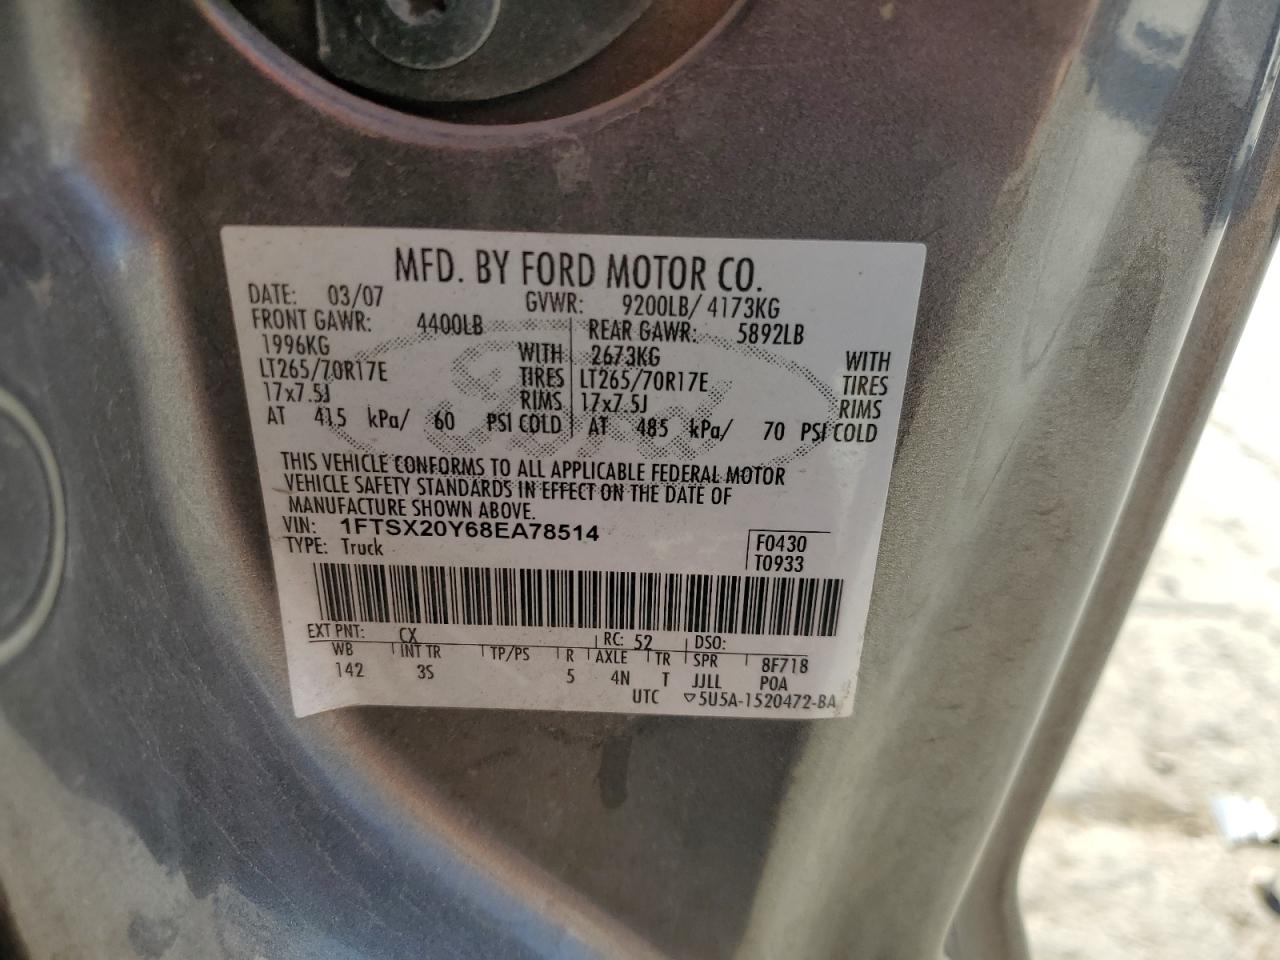 MFD. BY FORD MOTOR CO.
DATE: 03/07 GVWR: 9200LB/ 4173KG
FRONT GAWR: 4400LB REAR GAWR: 5892LB
1996KG WITH 2673KG WITH
LT265/70R17E TIRES LT265/70R17E TIRES
17x7.5J RIMS 17x7.5J RIMS
AT 415 kPa/ 60 PSI COLD AT 485 kPa/ 70 PSI COLD
THIS VEHICLE CONFORMS TO ALL APPLICABLE FEDERAL MOTOR
VEHICLE SAFETY STANDARDS IN EFFECT ON THE DATE OF
MANUFACTURE SHOWN ABOVE.
VIN: 1FTSX20Y68EA78514
TYPE: Truck
F0430
T0933
EXT PNT: CX RC: 52 DSO:
WB INT TR TP/PS R AXLE TR SPR 8F718
142 3S 5 4N T JJLL POA
UTC ▽5U5A-1520472-BA